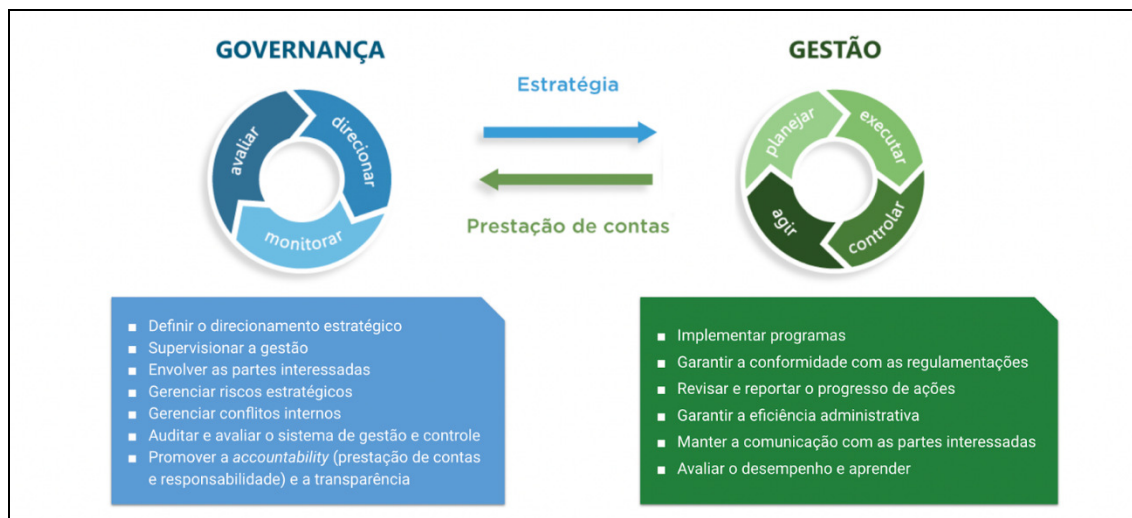 GOVERNANÇA
avaliar
direcionar
monitorar
Estratégia
Prestação de contas
GESTÃO
planejar
executar
controlar
agir
▪ Definir o direcionamento estratégico
▪ Supervisionar a gestão
▪ Envolver as partes interessadas
▪ Gerenciar riscos estratégicos
▪ Gerenciar conflitos internos
▪ Auditar e avaliar o sistema de gestão e controle
▪ Promover a accountability (prestação de contas
e responsabilidade) e a transparência
▪ Implementar programas
▪ Garantir a conformidade com as regulamentações
▪ Revisar e reportar o progresso de ações
▪ Garantir a eficiência administrativa
▪ Manter a comunicação com as partes interessadas
▪ Avaliar o desempenho e aprender